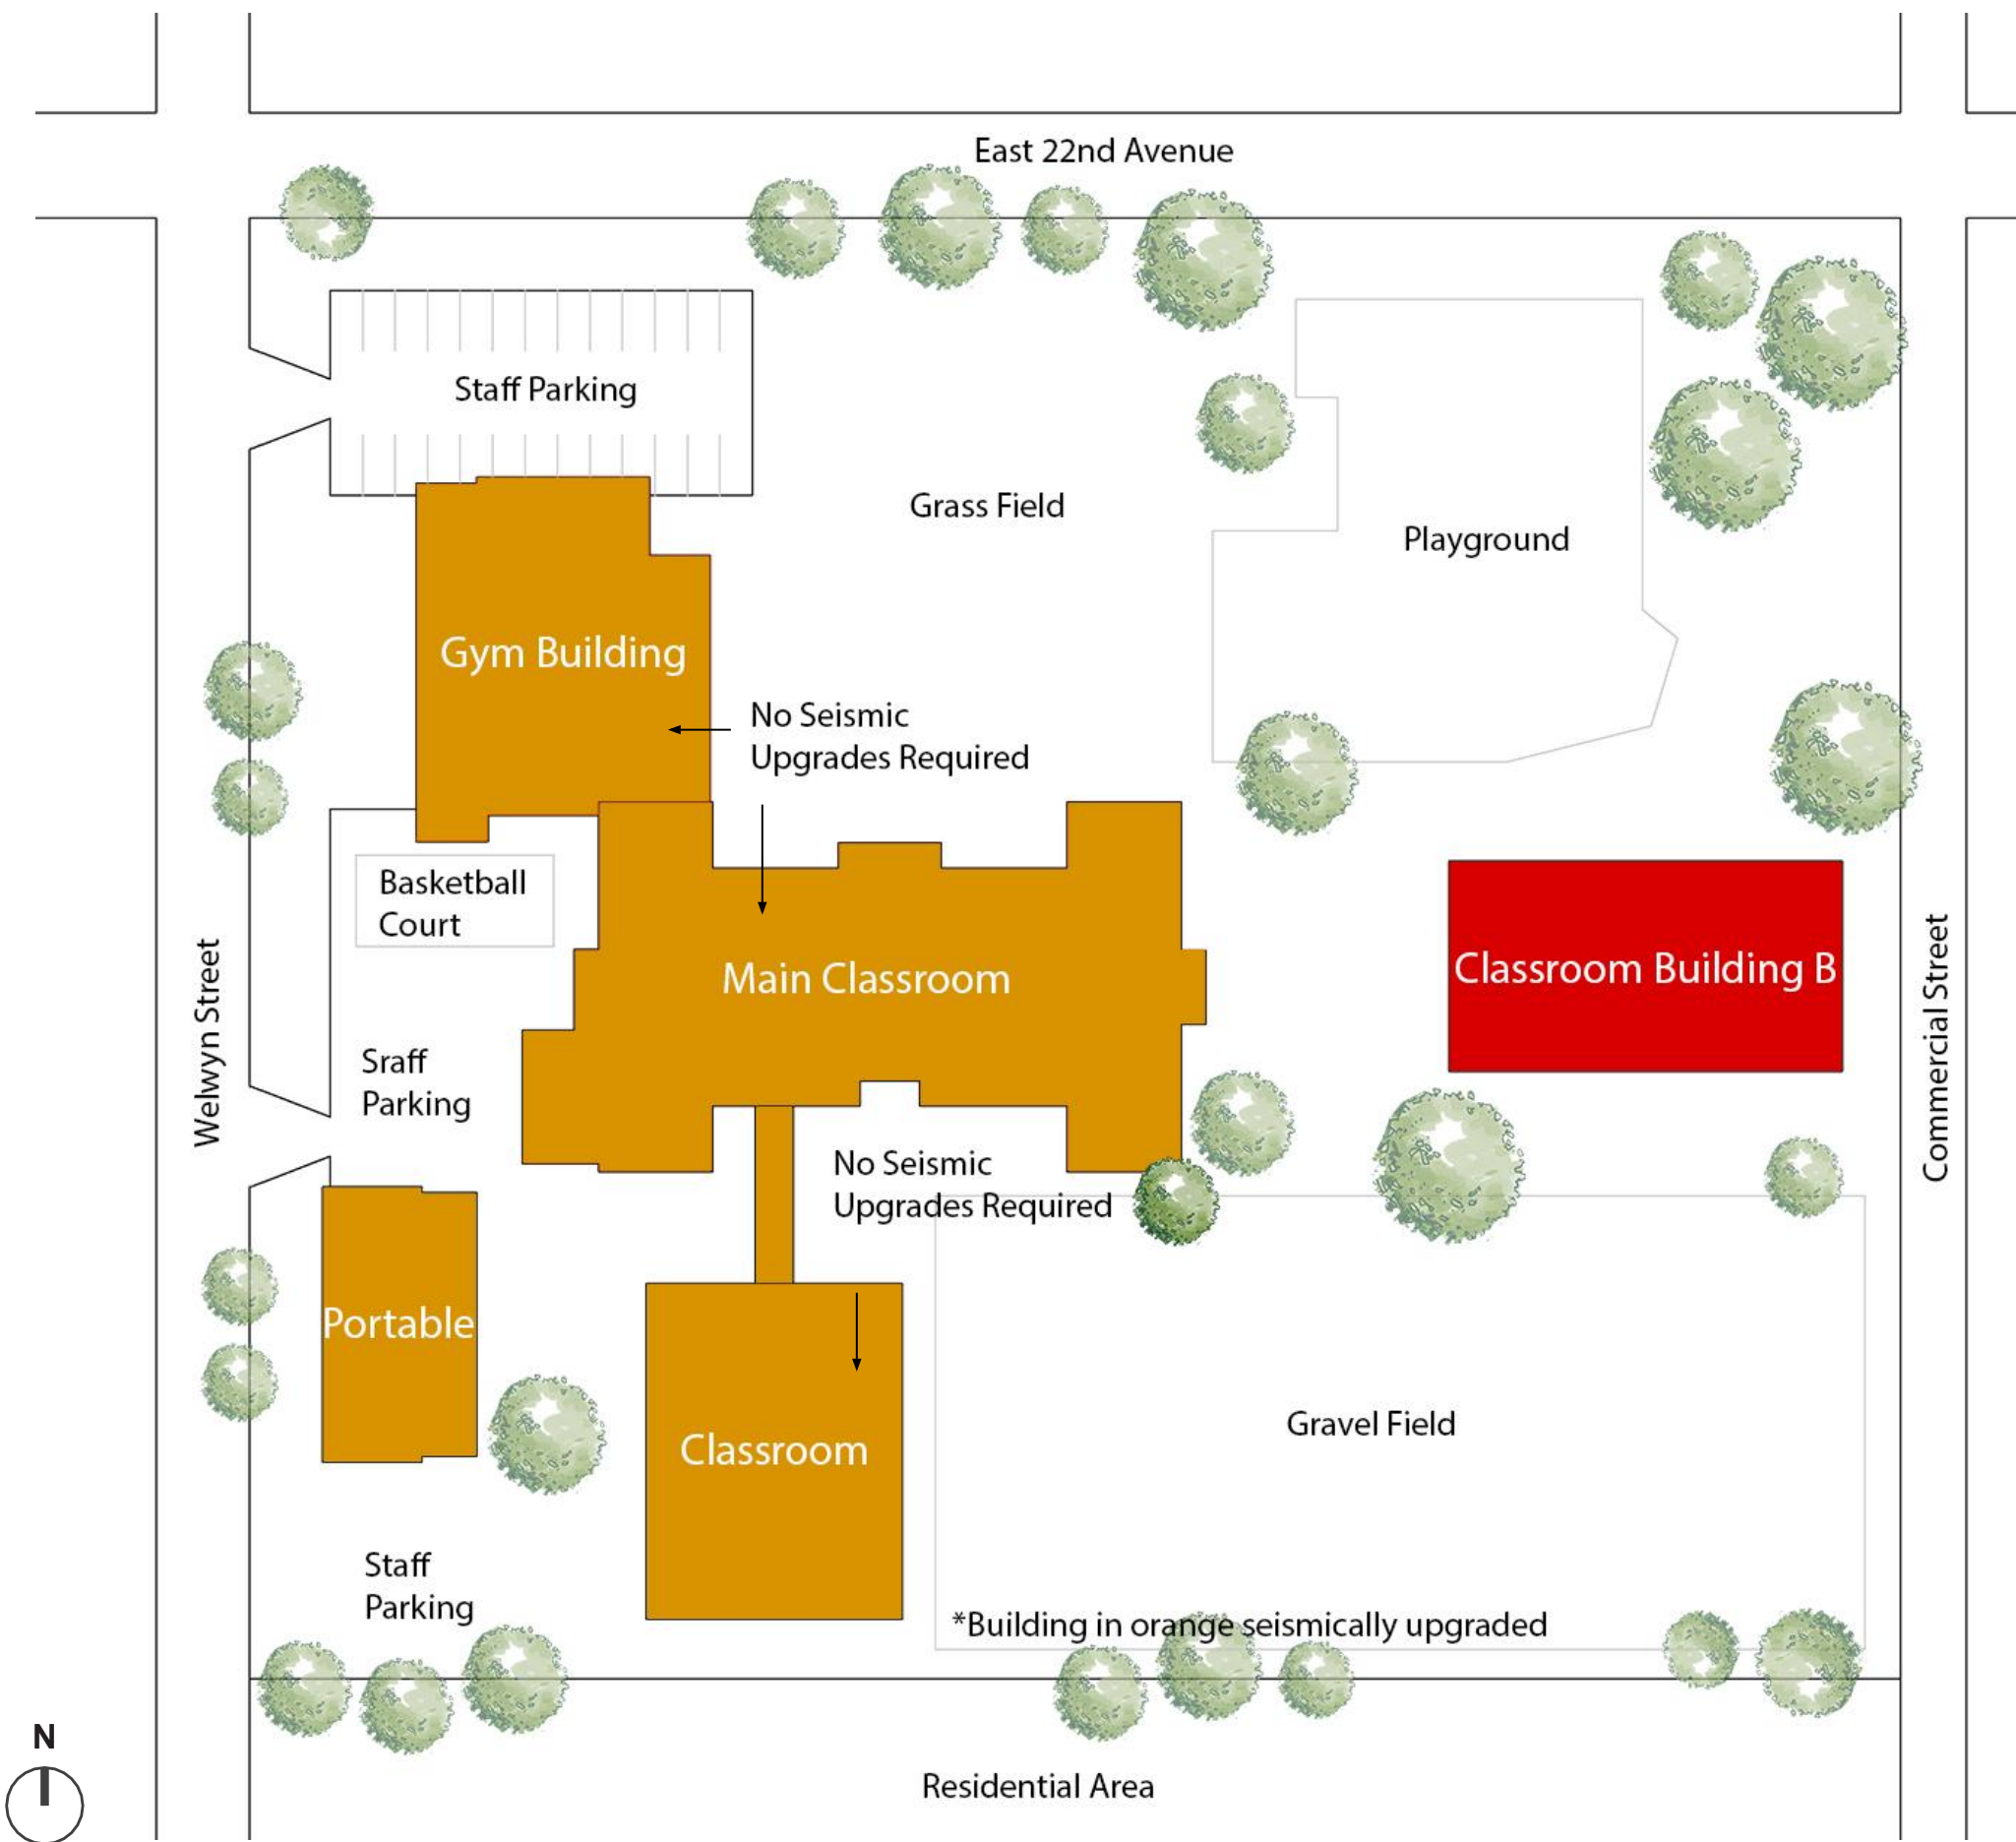 East 22nd Avenue
Staff Parking
Grass Field
Playground
Gym Building
No Seismic
Upgrades Required
Basketball
Court
Main Classroom
Classroom Building B
Welwyn Street
Commercial Street
Sraff
Parking
No Seismic
Upgrades Required
Portable
Classroom
Gravel Field
Staff
Parking
*Building in orange seismically upgraded
N
Residential Area